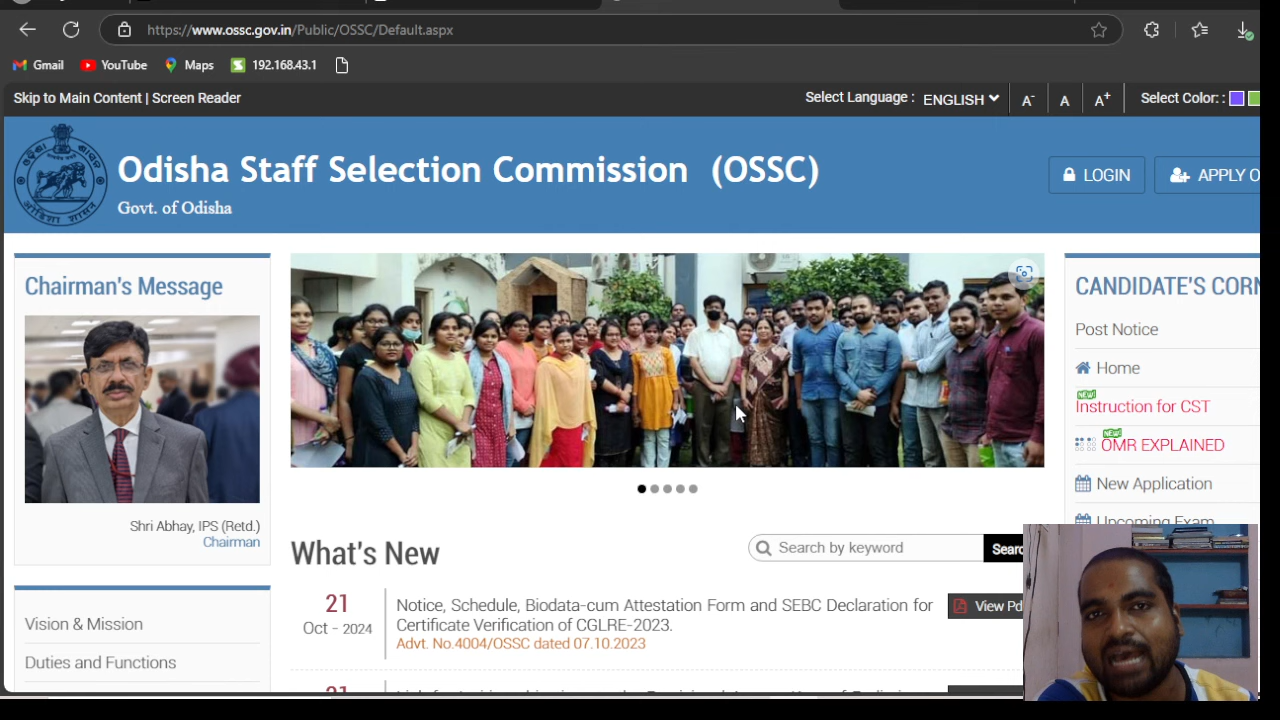 https://www.ossc.gov.in/Public/OSSC/Default.aspx
Gmail
YouTube
Maps
192.168.43.1
Skip to Main Content | Screen Reader
Select Language :
ENGLISH
A-
A
A+
Select Color: :
Odisha Staff Selection Commission (OSSC)
Govt. of Odisha
LOGIN
APPLY
Chairman's Message
Shri Abhay, IPS (Retd.)
Chairman
Vision & Mission
Duties and Functions
What's New
Search by keyword
21
Oct - 2024
Notice, Schedule, Biodata-cum Attestation Form and SEBC Declaration for
Certificate Verification of CGLRE-2023.
Advt. No.4004/OSSC dated 07.10.2023
View
CANDIDATE'S
Post Notice
Home
NEW
Instruction for CST
NEW
OMR EXPLAINED
New Application
Upcoming Exam